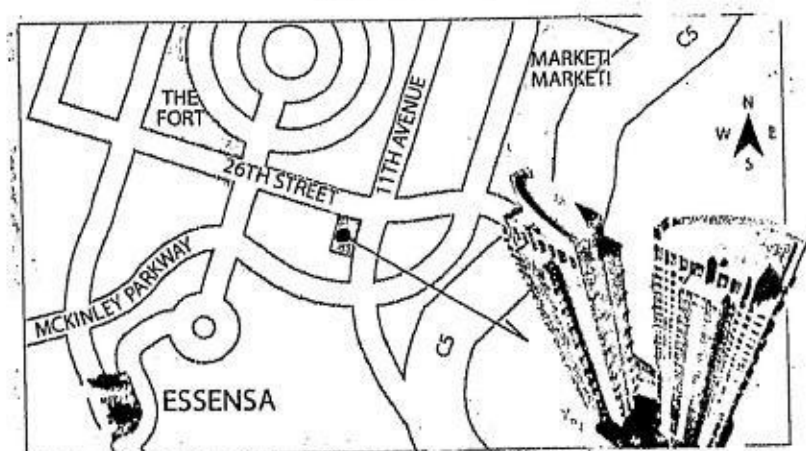 MARKET!
MARKET!
C5
THE
FORT
N
W E
S
26TH STREET
11TH AVENUE
MCKINLEY PARKWAY
C5
ESSENSA